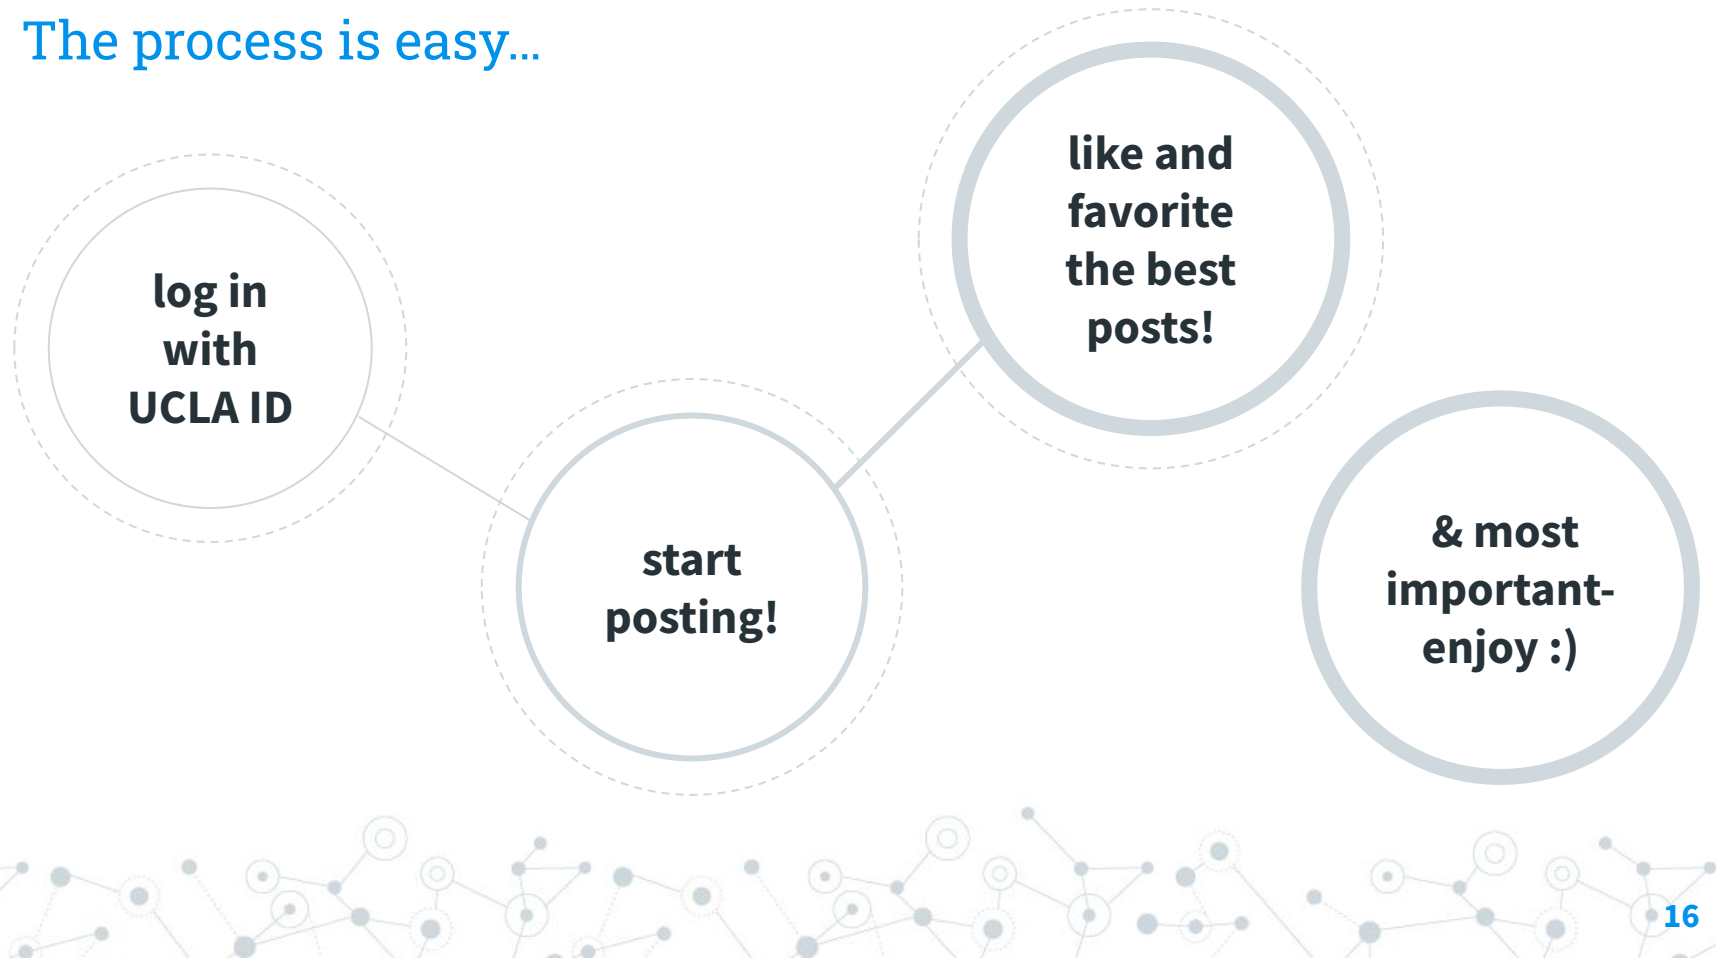 The process is easy...
log in
with
UCLA ID
start
posting!
like and
favorite
the best
posts!
& most
important-
enjoy :)
16